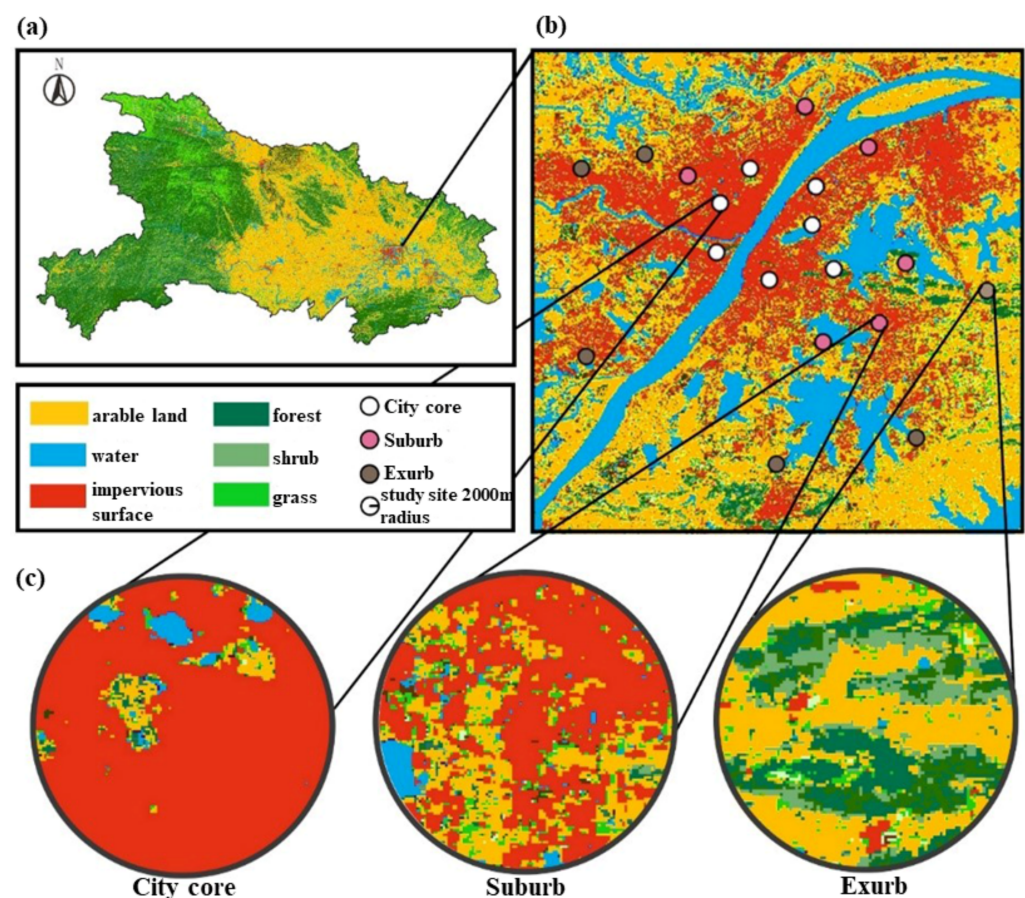 (a)
(b)
N
arable land
forest
City core
water
shrub
Suburb
impervious
surface
grass
Exurb
study site 2000m
radius
(c)
City core
Suburb
Exurb